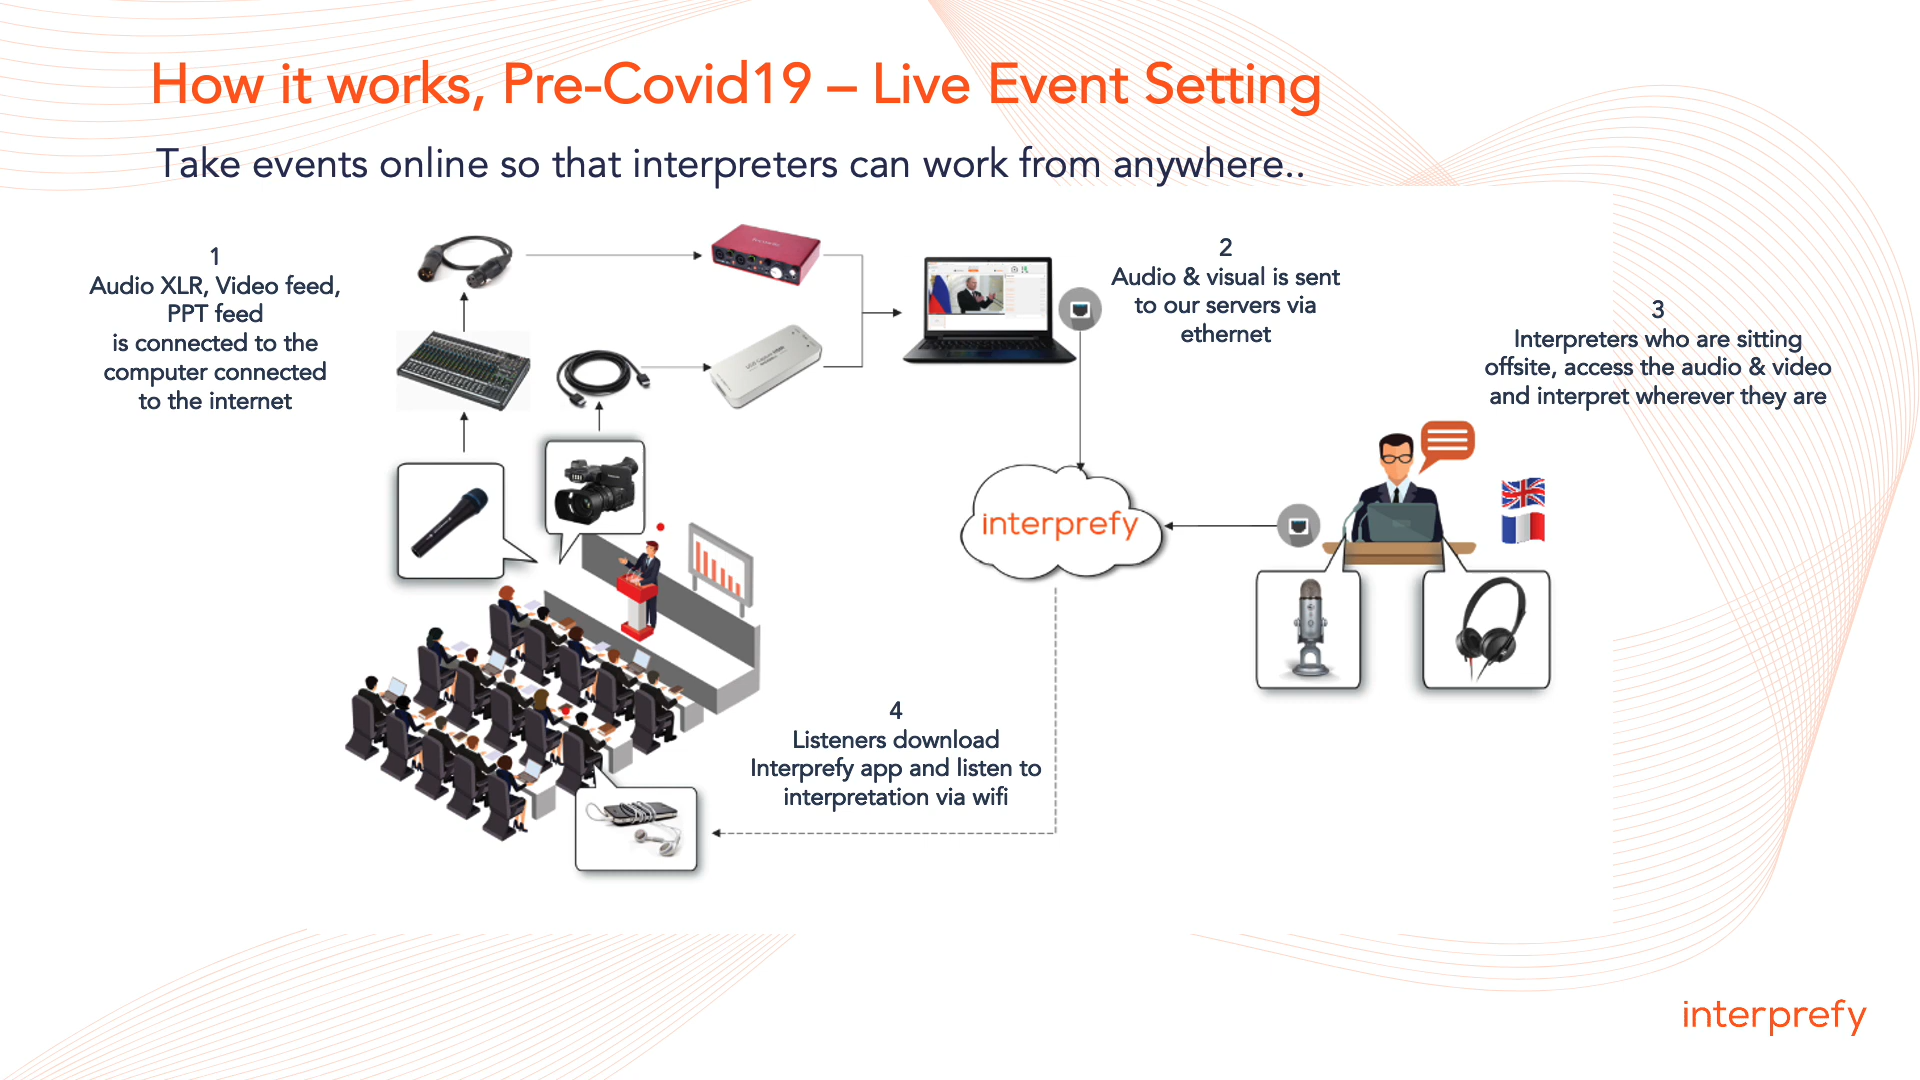 How it works, Pre-Covid19 – Live Event Setting
Take events online so that interpreters can work from anywhere..
1
Audio XLR, Video feed,
PPT feed
is connected to the
computer connected
to the internet
2
Audio & visual is sent
to our servers via
ethernet
3
Interpreters who are sitting
offsite, access the audio & video
and interpret wherever they are
interprefy
4
Listeners download
Interprefy app and listen to
interpretation via wifi
interprefy